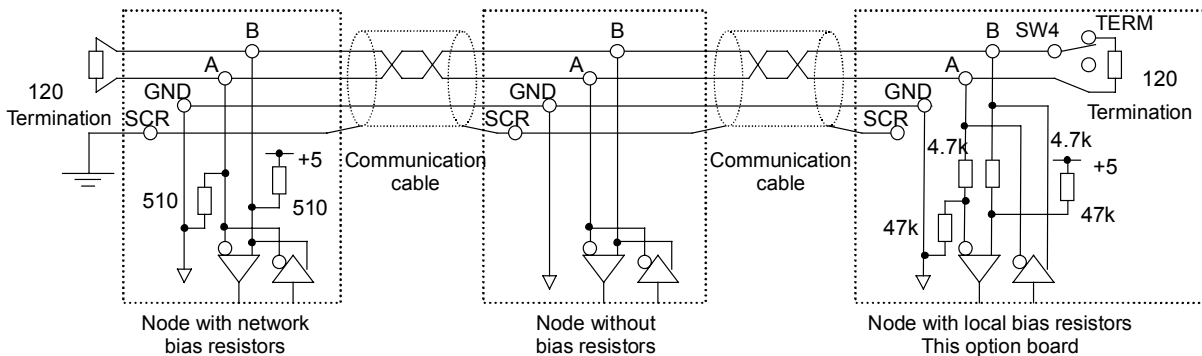 120
Termination
B
A
GND
SCR
+5
510
510
Node with network
bias resistors
Communication
cable
B
A
GND
SCR
Node without
bias resistors
Communication
cable
B
SW4
TERM
A
GND
SCR
120
Termination
4.7k
4.7k
+5
47k
47k
Node with local bias resistors
This option board